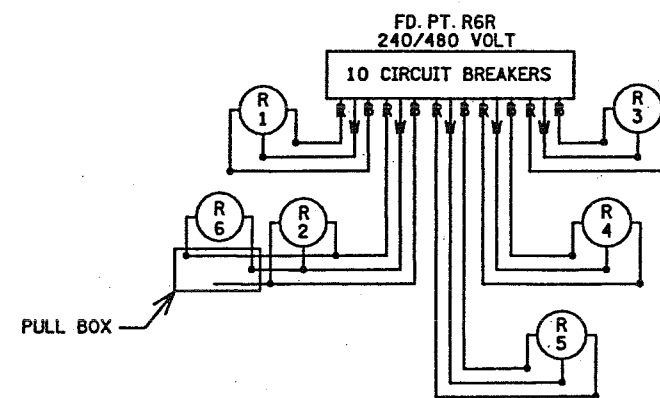 FD. PT. R6R
240/480 VOLT
10 CIRCUIT BREAKERS
R W B R W B R W B R W B R W B
R
1
R
3
R
6
R
2
R
4
PULL BOX
R
5